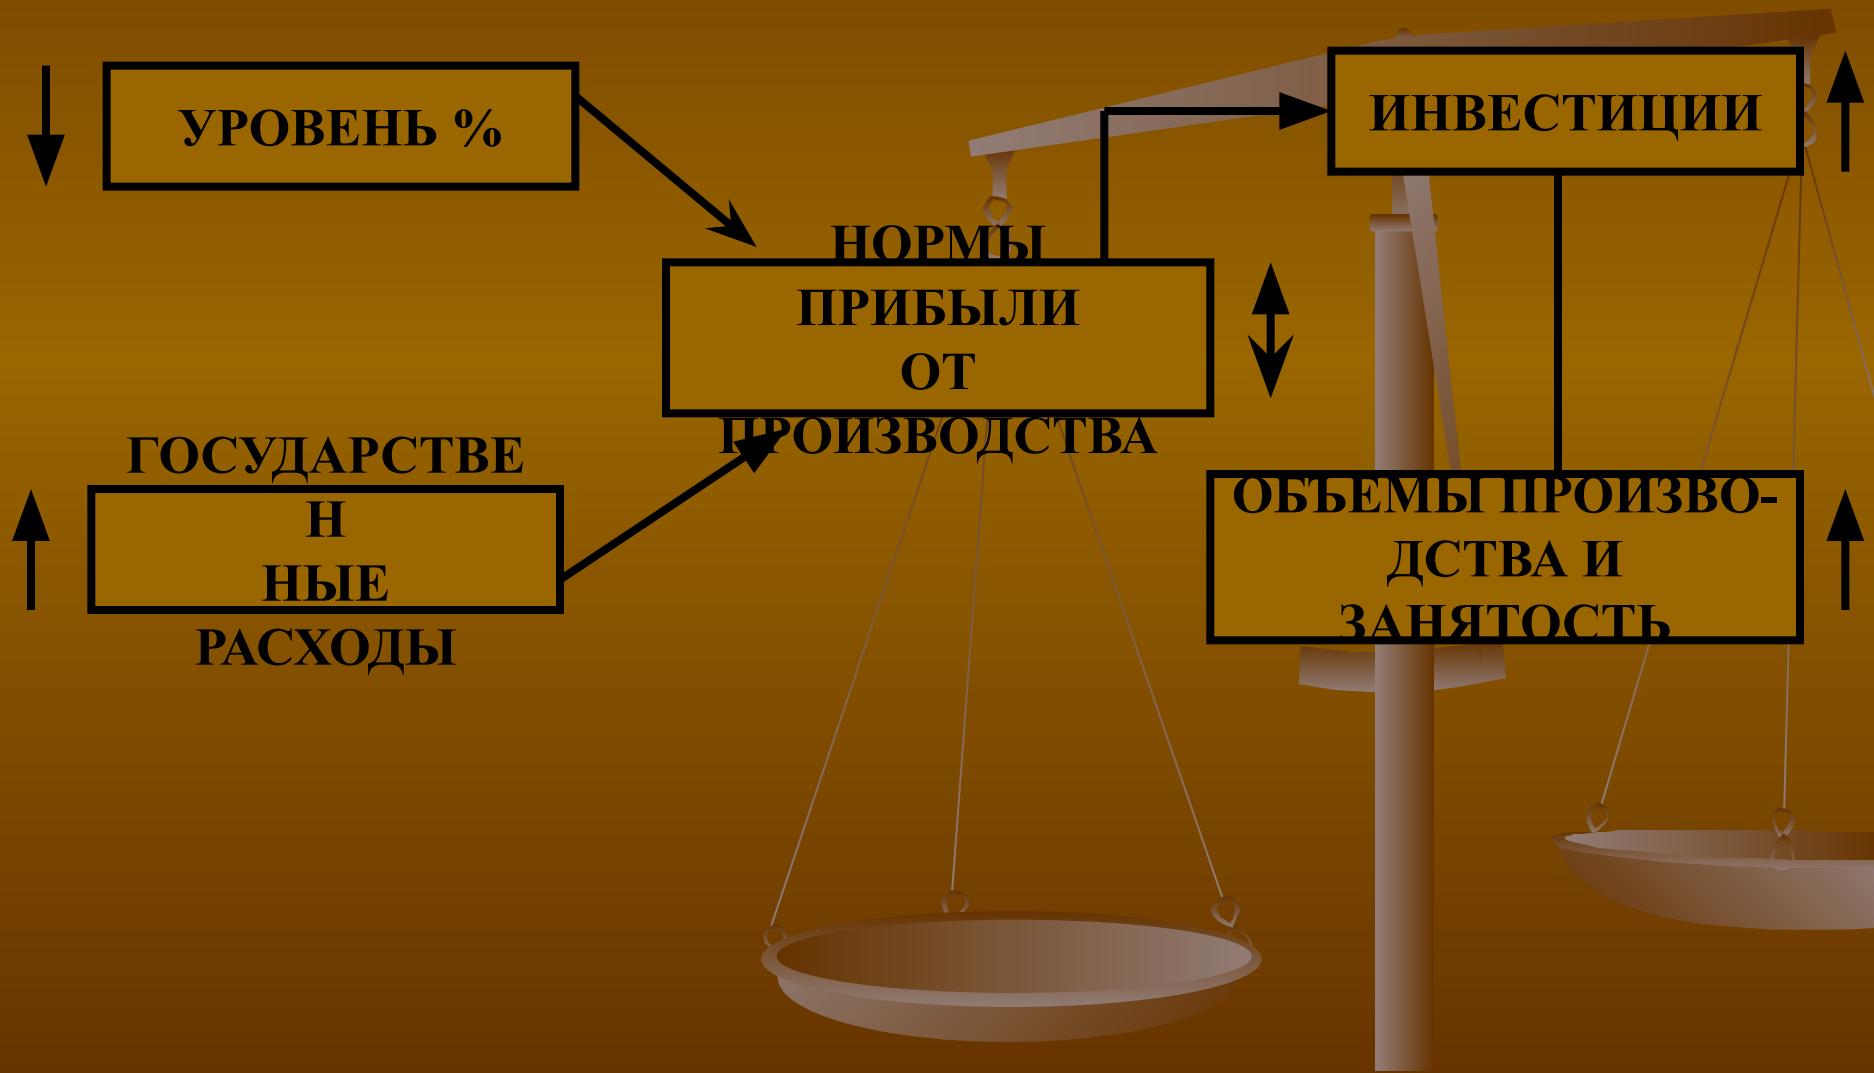 УРОВЕНЬ %
ИНВЕСТИЦИИ
НОРМЫ
ПРИБЫЛИ
ОТ
ПРОИЗВОДСТВА
ГОСУДАРСТВЕ
Н
НЫЕ
РАСХОДЫ
ОБЪЕМЫ ПРОИЗВО-
ДСТВА И
ЗАНЯТОСТЬ